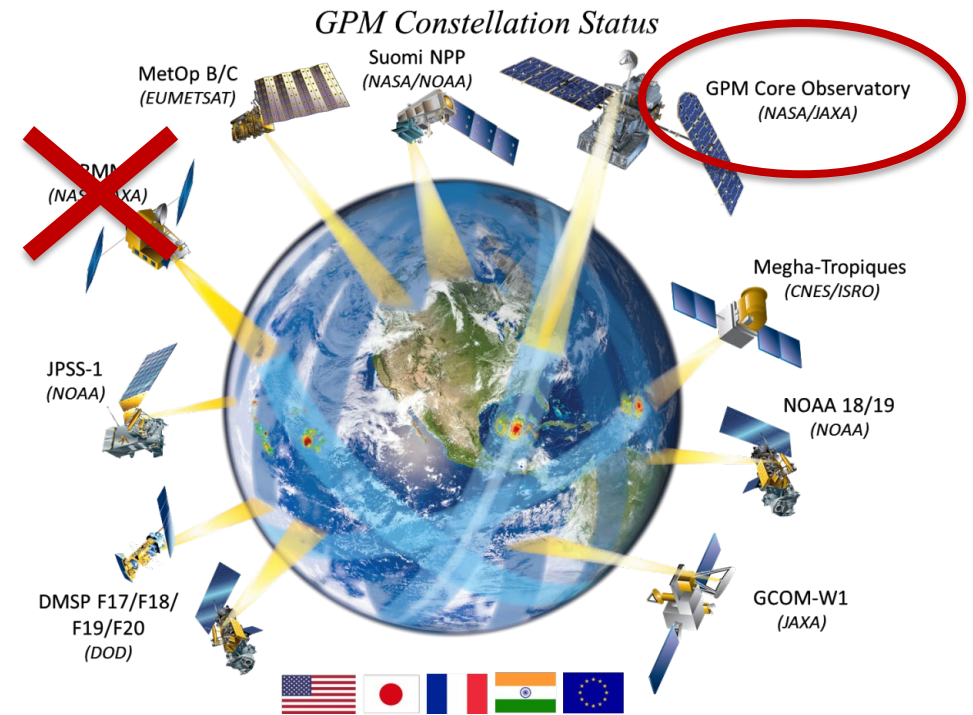 GPM Constellation Status
Suomi NPP
(NASA/NOAA)
MetOp B/C
(EUMETSAT)
GPM Core Observatory
(NASA/JAXA)
Megha-Tropiques
(CNES/ISRO)
JPSS-1
(NOAA)
NOAA 18/19
(NOAA)
DMSP F17/F18/
F19/F20
(DOD)
GCOM-W1
(JAXA)